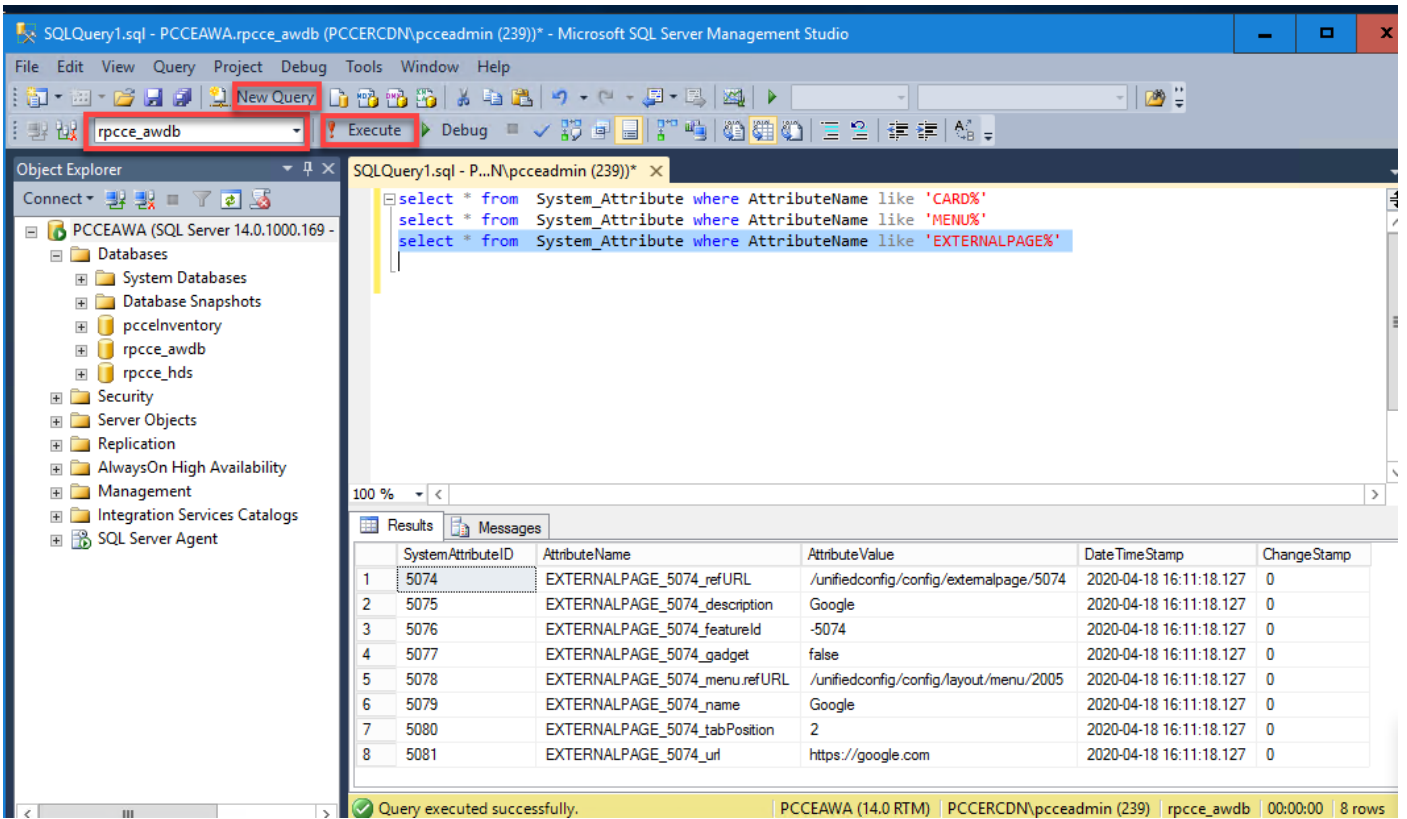 SQLQuery1.sql - PCCEAWA.rpcce_awdb (PCCERCDN\pcceadmin (239))* - Microsoft SQL Server Management Studio
File Edit View Query Project Debug Tools Window Help
New Query
rpcce_awdb Execute Debug
Object Explorer
Connect
PCCEAWA (SQL Server 14.0.1000.169 -
Databases
System Databases
Database Snapshots
pcceInventory
rpcce_awdb
rpcce_hds
Security
Server Objects
Replication
AlwaysOn High Availability
Management
Integration Services Catalogs
SQL Server Agent
SQLQuery1.sql - P...N\pcceadmin (239))*
select * from System_Attribute where AttributeName like 'CARD%'
select * from System_Attribute where AttributeName like 'MENU%'
select * from System_Attribute where AttributeName like 'EXTERNALPAGE%'
100 %
Results Messages
SystemAttributeID AttributeName AttributeValue DateTimeStamp ChangeStamp
1 5074 EXTERNALPAGE_5074_refURL /unifiedconfig/config/externalpage/5074 2020-04-18 16:11:18.127 0
2 5075 EXTERNALPAGE_5074_description Google 2020-04-18 16:11:18.127 0
3 5076 EXTERNALPAGE_5074_featureId -5074 2020-04-18 16:11:18.127 0
4 5077 EXTERNALPAGE_5074_gadget false 2020-04-18 16:11:18.127 0
5 5078 EXTERNALPAGE_5074_menu.refURL /unifiedconfig/config/layout/menu/2005 2020-04-18 16:11:18.127 0
6 5079 EXTERNALPAGE_5074_name Google 2020-04-18 16:11:18.127 0
7 5080 EXTERNALPAGE_5074_tabPosition 2 2020-04-18 16:11:18.127 0
8 5081 EXTERNALPAGE_5074_url https://google.com 2020-04-18 16:11:18.127 0
Query executed successfully. PCCEAWA (14.0 RTM) PCCERCDN\pcceadmin (239) rpcce_awdb 00:00:00 8 rows